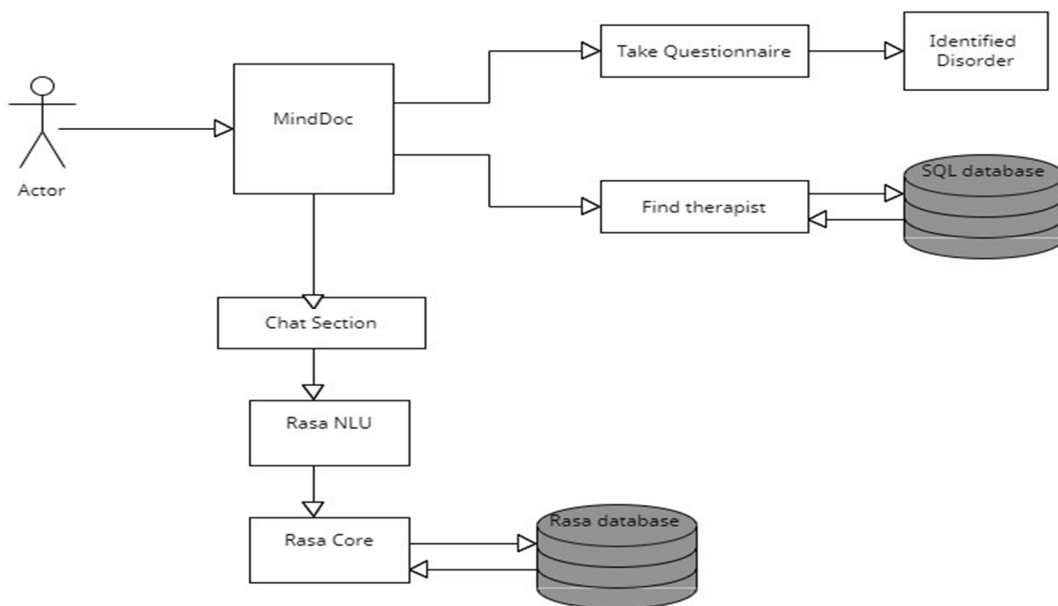 Take Questionnaire
Identified
Disorder
MindDoc
Actor
SQL database
Find therapist
Chat Section
Rasa NLU
Rasa database
Rasa Core